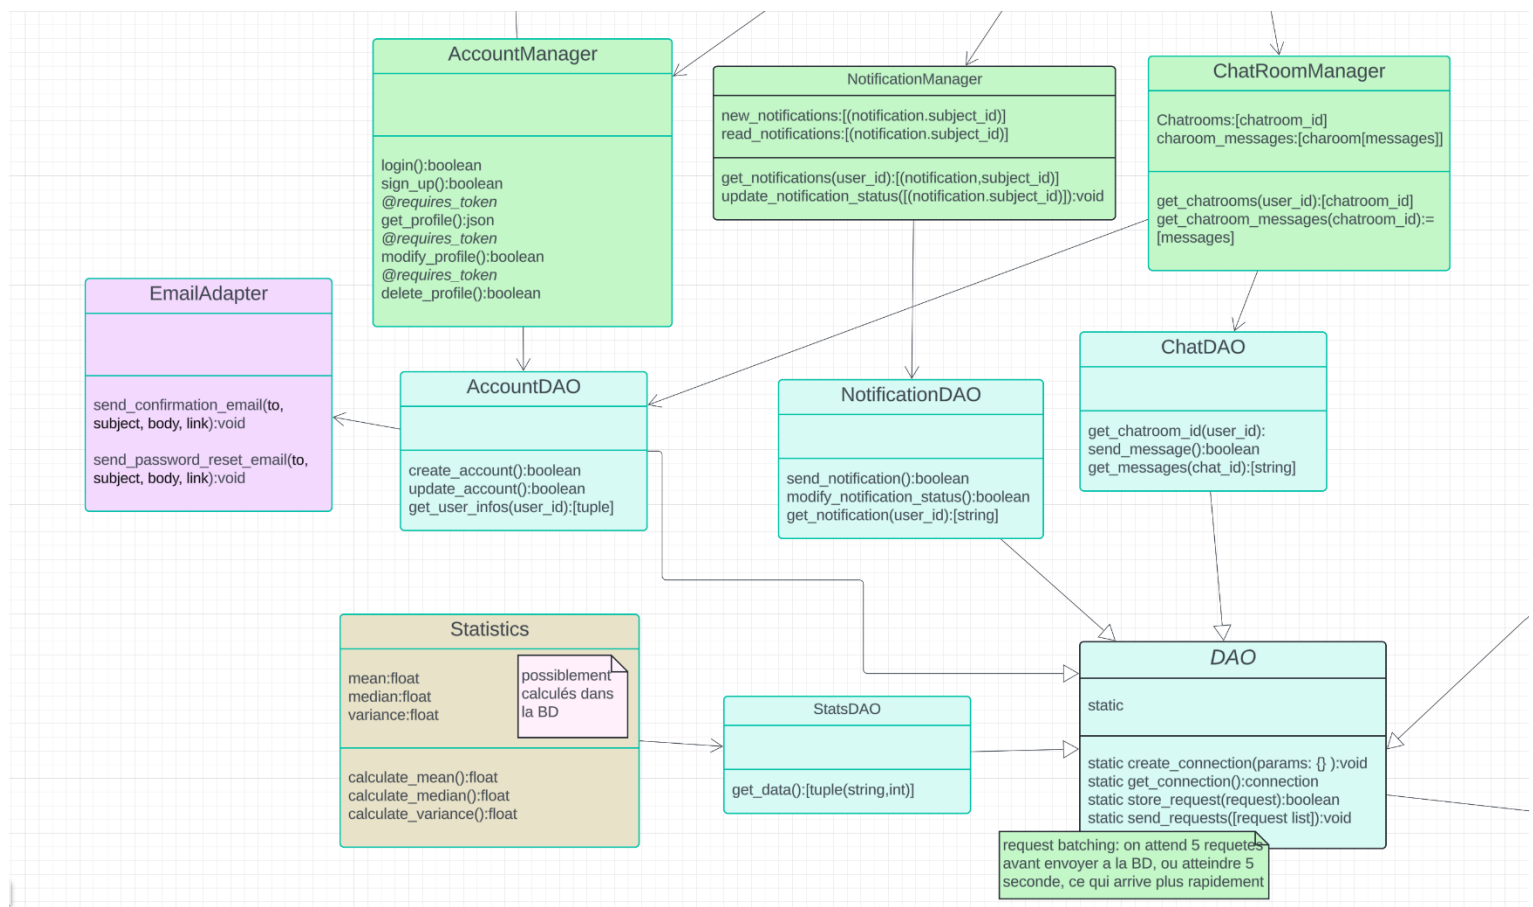 AccountManager
login():boolean
sign_up():boolean
@requires_token
get_profile():json
@requires_token
modify_profile():boolean
@requires_token
delete_profile():boolean
NotificationManager
new_notifications:[(notification.subject_id)]
read_notifications:[(notification.subject_id)]
get_notifications(user_id):[(notification,subject_id)]
update_notification_status([(notification.subject_id)]):void
ChatRoomManager
Chatrooms:[chatroom_id]
charoom_messages:[charoom[messages]]
get_chatrooms(user_id):[chatroom_id]
get_chatroom_messages(chatroom_id):=
[messages]
EmailAdapter
send_confirmation_email(to,
subject, body, link):void
send_password_reset_email(to,
subject, body, link):void
AccountDAO
create_account():boolean
update_account():boolean
get_user_infos(user_id):[tuple]
NotificationDAO
send_notification():boolean
modify_notification_status():boolean
get_notification(user_id):[string]
ChatDAO
get_chatroom_id(user_id):
send_message():boolean
get_messages(chat_id):[string]
Statistics
mean:float
median:float
variance:float
possiblement
calculés dans
la BD
calculate_mean():float
calculate_median():float
calculate_variance():float
StatsDAO
get_data():[tuple(string,int)]
DAO
static
static create_connection(params: {} ):void
static get_connection():connection
static store_request(request):boolean
static send_requests([request list]):void
request batching: on attend 5 requetes
avant envoyer a la BD, ou atteindre 5
seconde, ce qui arrive plus rapidement